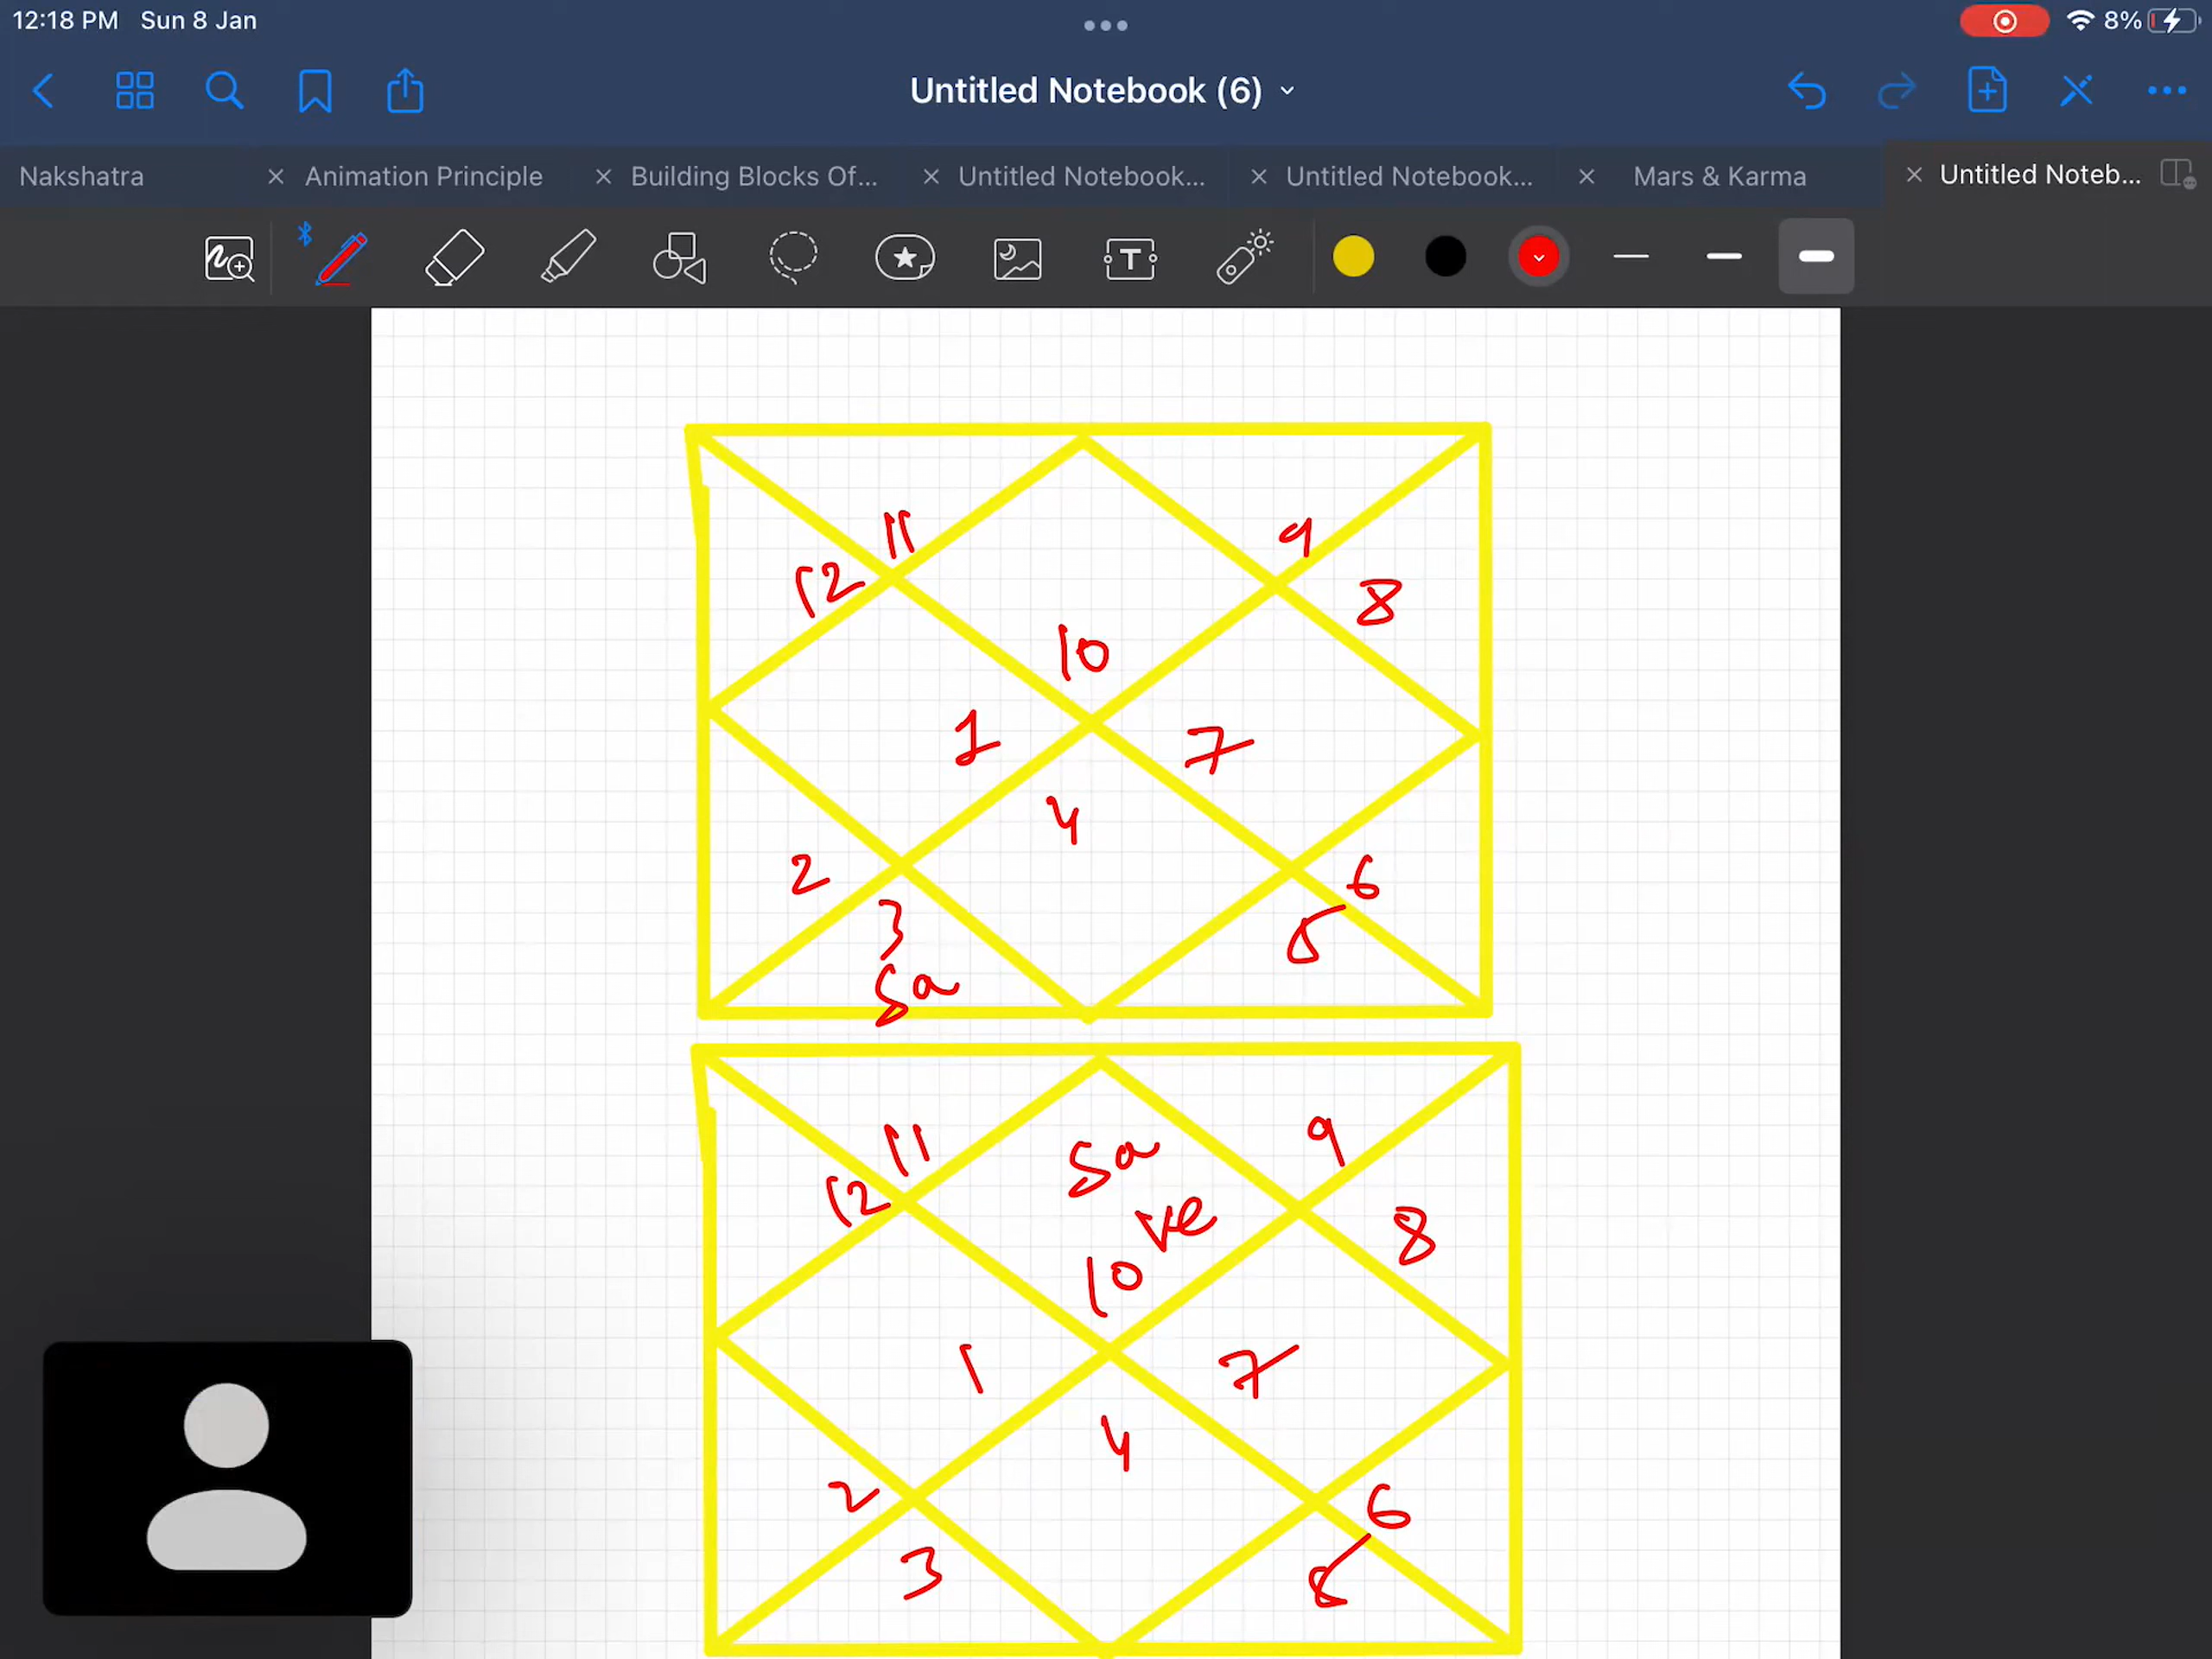 12:18 PM Sun 8 Jan
8%
Untitled Notebook (6)
Nakshatra
Animation Principle
Building Blocks Of...
Untitled Notebook...
Untitled Notebook...
Mars & Karma
Untitled Noteb...
T
11
9
12
8
10
1
7
4
2
6
3
5
Sa
11
9
Sa
12
ve
8
10
1
7
4
2
6
3
5